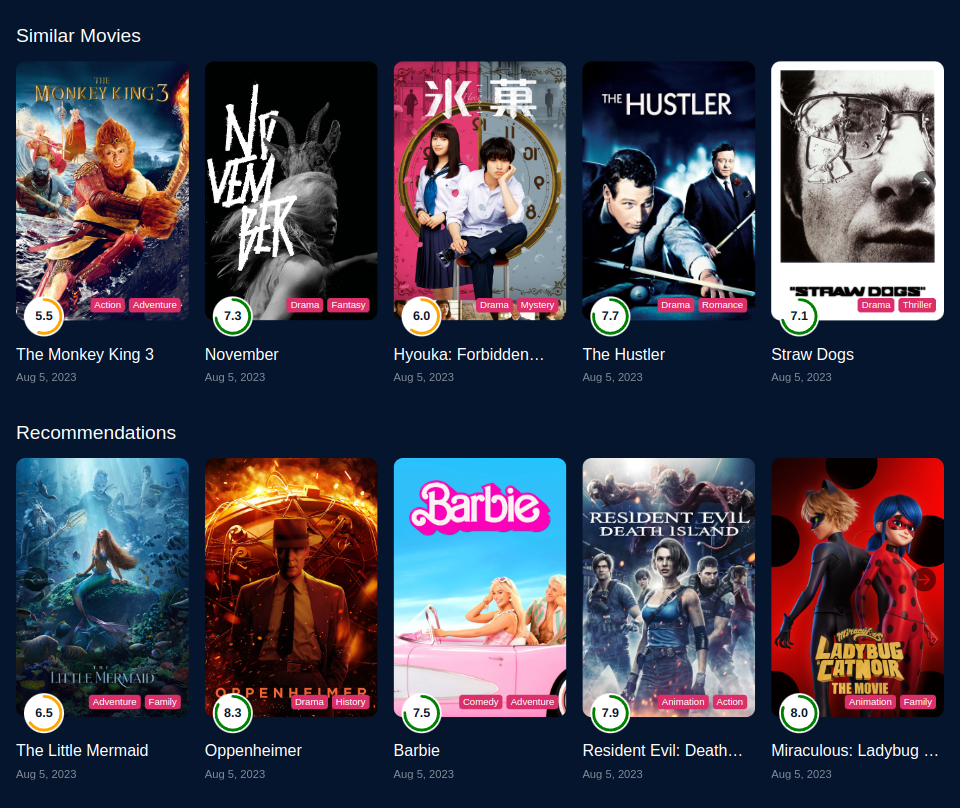 Similar Movies
THE
MONKEY KING 3
5.5
Action Adventure
The Monkey King 3
Aug 5, 2023
NO
VEM
BER
7.3
Drama Fantasy
November
Aug 5, 2023
氷菓
6.0
Drama Mystery
Hyouka: Forbidden…
Aug 5, 2023
THE HUSTLER
7.7
Drama Romance
The Hustler
Aug 5, 2023
"STRAW DOGS"
7.1
Drama Thriller
Straw Dogs
Aug 5, 2023
Recommendations
THE
LITTLE MERMAID
6.5
Adventure Family
The Little Mermaid
Aug 5, 2023
OPPENHEIMER
8.3
Drama History
Oppenheimer
Aug 5, 2023
Barbie
7.5
Comedy Adventure
Barbie
Aug 5, 2023
RESIDENT EVIL
DEATH ISLAND
7.9
Animation Action
Resident Evil: Death…
Aug 5, 2023
Miraculous
LADYBUG
& CAT NOIR
THE MOVIE
8.0
Animation Family
Miraculous: Ladybug …
Aug 5, 2023